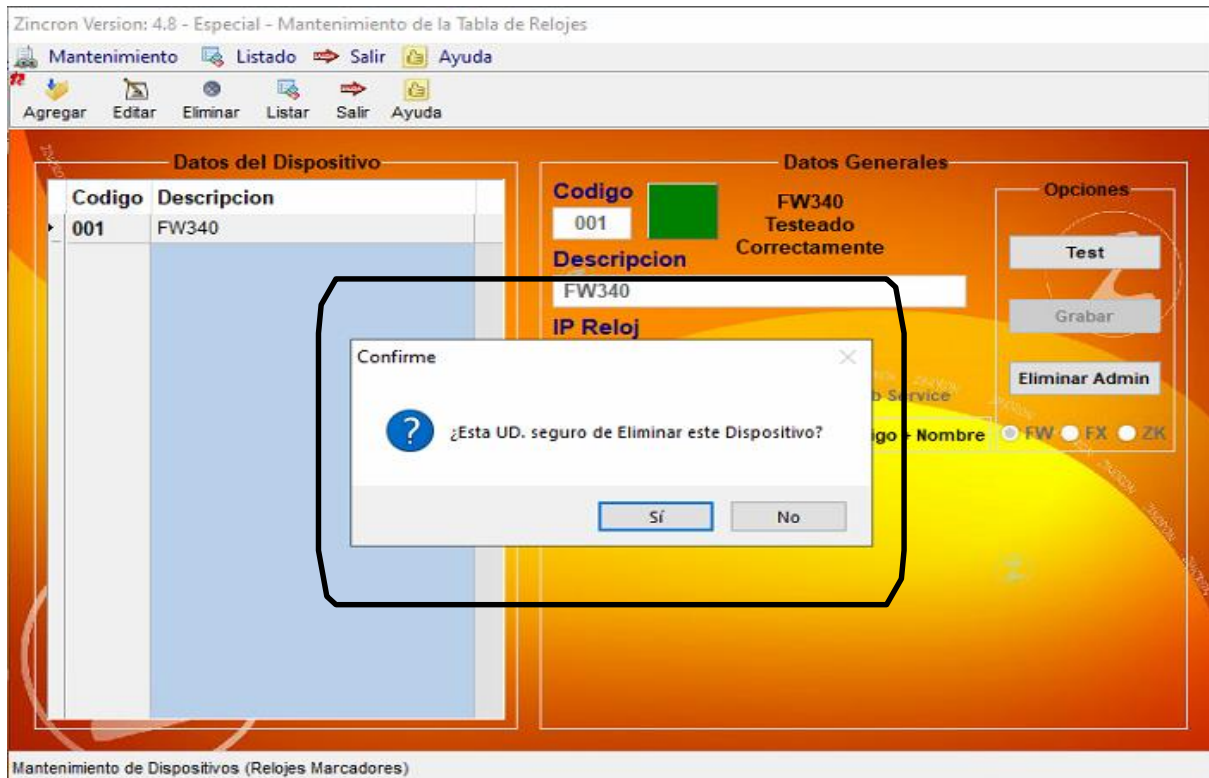 Zincron Version: 4.8 - Especial - Mantenimiento de la Tabla de Relojes
Mantenimiento Listado Salir Ayuda
Agregar Editar Eliminar Listar Salir Ayuda
Datos del Dispositivo
Codigo Descripcion
001 FW340
Datos Generales
Codigo
001
FW340
Testeado
Correctamente
Descripcion
FW340
IP Reloj
b Service
igo + Nombre
Opciones
Test
Grabar
Eliminar Admin
FW FX ZK
Confirme
¿Esta UD. seguro de Eliminar este Dispositivo?
Sí No
Mantenimiento de Dispositivos (Relojes Marcadores)